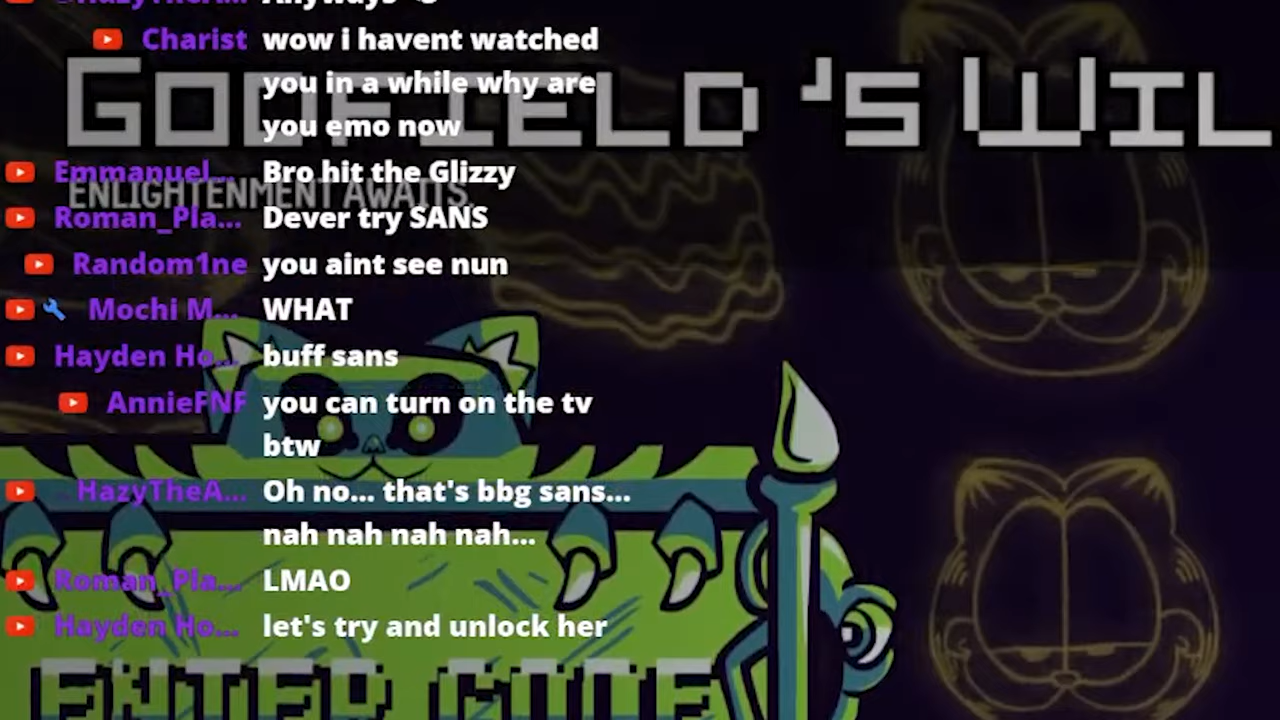 HazyTheA... Anyways
Charist wow i havent watched
you in a while why are
you emo now
GODFIELD'S WIL
Emmanuel... Bro hit the Glizzy
ENLIGHTENMENT AWAITS.
Roman_Pla... Dever try SANS
Random1ne you aint see nun
Mochi M... WHAT
Hayden Ho... buff sans
AnnieFNF you can turn on the tv
btw
HazyTheA... Oh no... that's bbg sans...
nah nah nah nah...
Roman_Pla... LMAO
Hayden Ho... let's try and unlock her
ENTER CODE